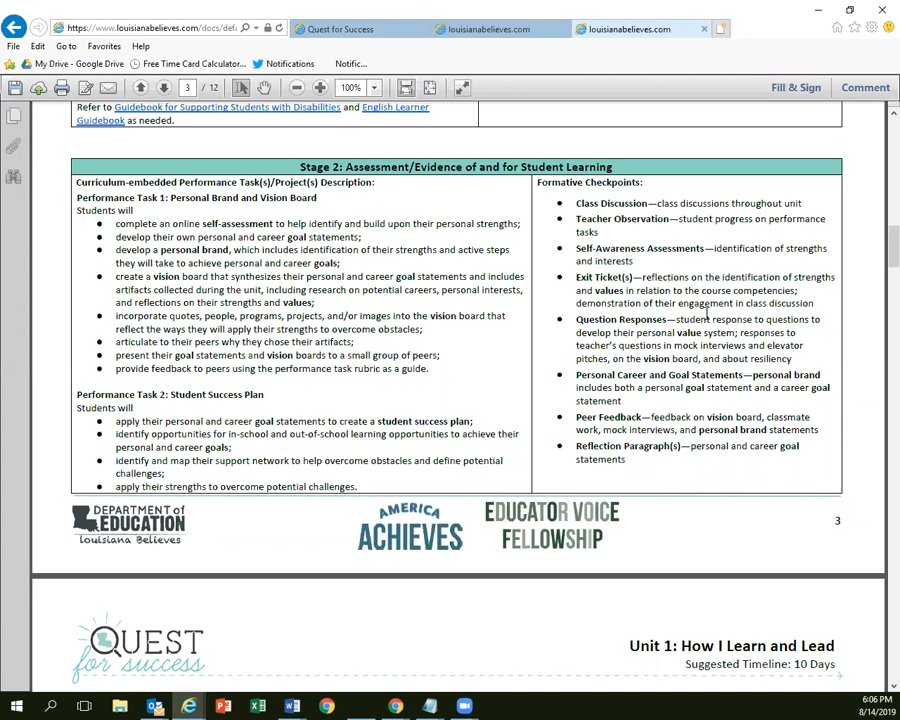 https://www.louisianabelieves.com/docs/defa
Quest for Success
louisianabelieves.com
louisianabelieves.com
File Edit View Go to Favorites Help
My Drive - Google Drive
Free Time Card Calculator...
Notifications
Notific...
3 / 12
100%
Fill & Sign
Comment
Refer to Guidebook for Supporting Students with Disabilities and English Learner
Guidebook as needed.
Stage 2: Assessment/Evidence of and for Student Learning
Curriculum-embedded Performance Task(s)/Project(s) Description:
Performance Task 1: Personal Brand and Vision Board
Students will
● complete an online self-assessment to help identify and build upon their personal strengths;
● develop their own personal and career goal statements;
● develop a personal brand, which includes identification of their strengths and active steps
they will take to achieve personal and career goals;
● create a vision board that synthesizes their personal and career goal statements and includes
artifacts collected during the unit, including research on potential careers, personal interests,
and reflections on their strengths and values;
● incorporate quotes, people, programs, projects, and/or images into the vision board that
reflect the ways they will apply their strengths to overcome obstacles;
● articulate to their peers why they chose their artifacts;
● present their goal statements and vision boards to a small group of peers;
● provide feedback to peers using the performance task rubric as a guide.
Performance Task 2: Student Success Plan
Students will
● apply their personal and career goal statements to create a student success plan;
● identify opportunities for in-school and out-of-school learning opportunities to achieve their
personal and career goals;
● identify and map their support network to help overcome obstacles and define potential
challenges;
● apply their strengths to overcome potential challenges.
Formative Checkpoints:
● Class Discussion—class discussions throughout unit
● Teacher Observation—student progress on performance
tasks
● Self-Awareness Assessments—identification of strengths
and interests
● Exit Ticket(s)—reflections on the identification of strengths
and values in relation to the course competencies;
demonstration of their engagement in class discussion
● Question Responses—student response to questions to
develop their personal value system; responses to
teacher's questions in mock interviews and elevator
pitches, on the vision board, and about resiliency
● Personal Career and Goal Statements—personal brand
includes both a personal goal statement and a career goal
statement
● Peer Feedback—feedback on vision board, classmate
work, mock interviews, and personal brand statements
● Reflection Paragraph(s)—personal and career goal
statements
DEPARTMENT of
EDUCATION
Louisiana Believes
AMERICA
ACHIEVES
EDUCATOR VOICE
FELLOWSHIP
3
QUEST
for success
Unit 1: How I Learn and Lead
Suggested Timeline: 10 Days
6:06 PM
8/14/2019